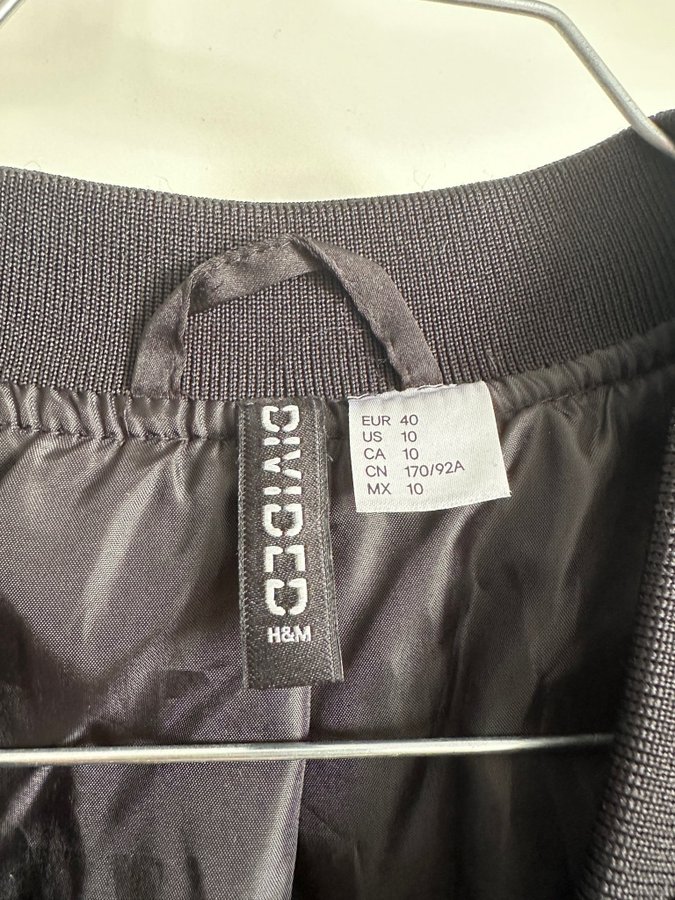 DIVIDED
H&M
EUR 40
US 10
CA 10
CN 170/92A
MX 10